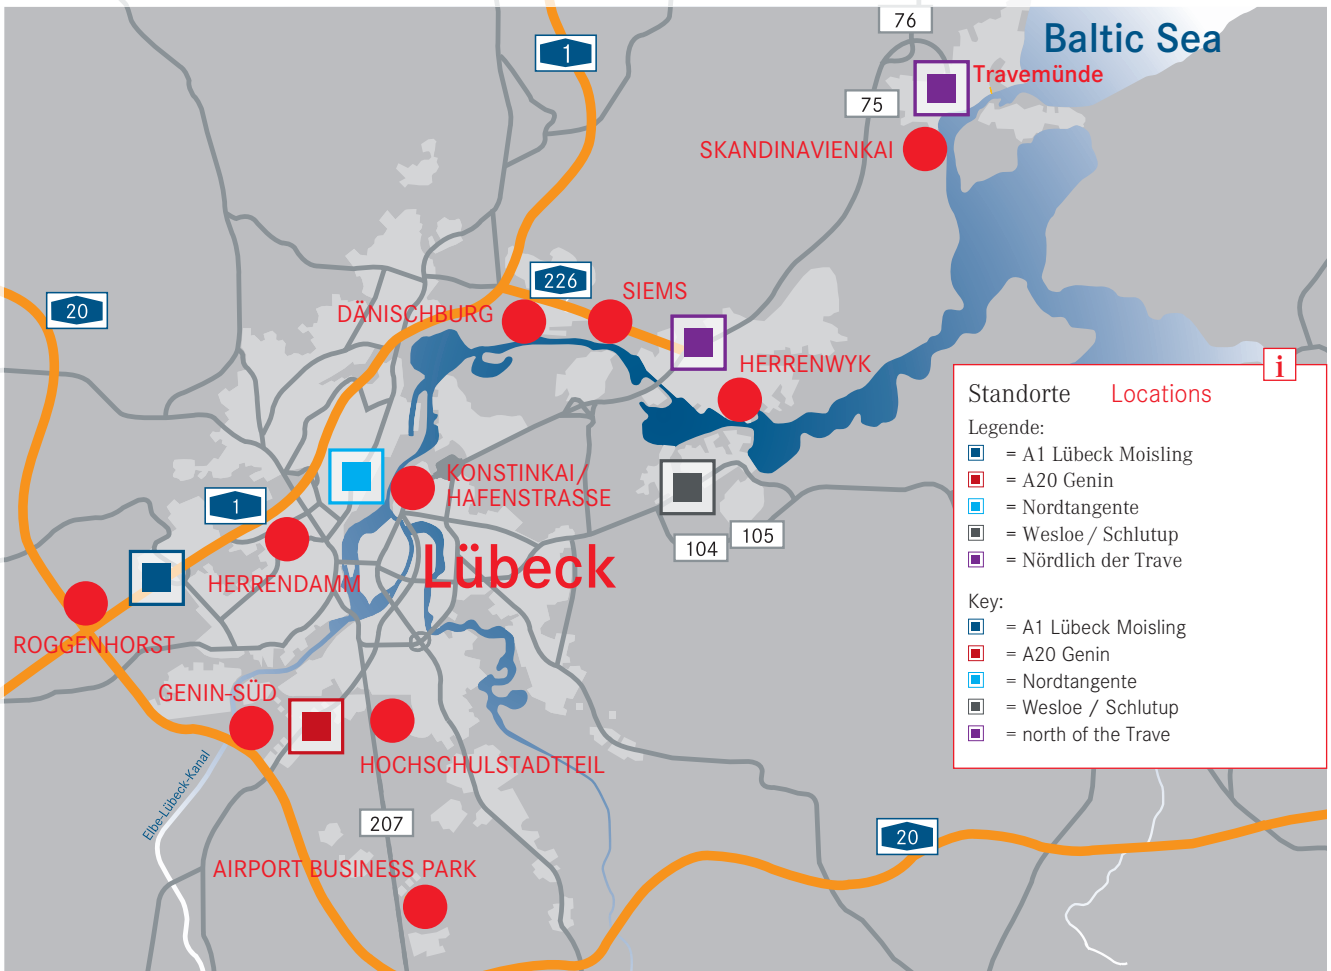 76
Baltic Sea
1
Travemünde
75
SKANDINAVIENKAI
226
SIEMS
20
DÄNISCHBURG
HERRENWYK
i
Standorte Locations
Legende:
= A1 Lübeck Moisling
= A20 Genin
= Nordtangente
= Wesloe / Schlutup
= Nördlich der Trave
Key:
= A1 Lübeck Moisling
= A20 Genin
= Nordtangente
= Wesloe / Schlutup
= north of the Trave
KONSTINKAI/
HAFENSTRASSE
1
105
104
Lübeck
HERRENDAMM
ROGGENHORST
GENIN-SÜD
HOCHSCHULSTADTTEIL
Elbe-Lübeck-Kanal
207
20
AIRPORT BUSINESS PARK